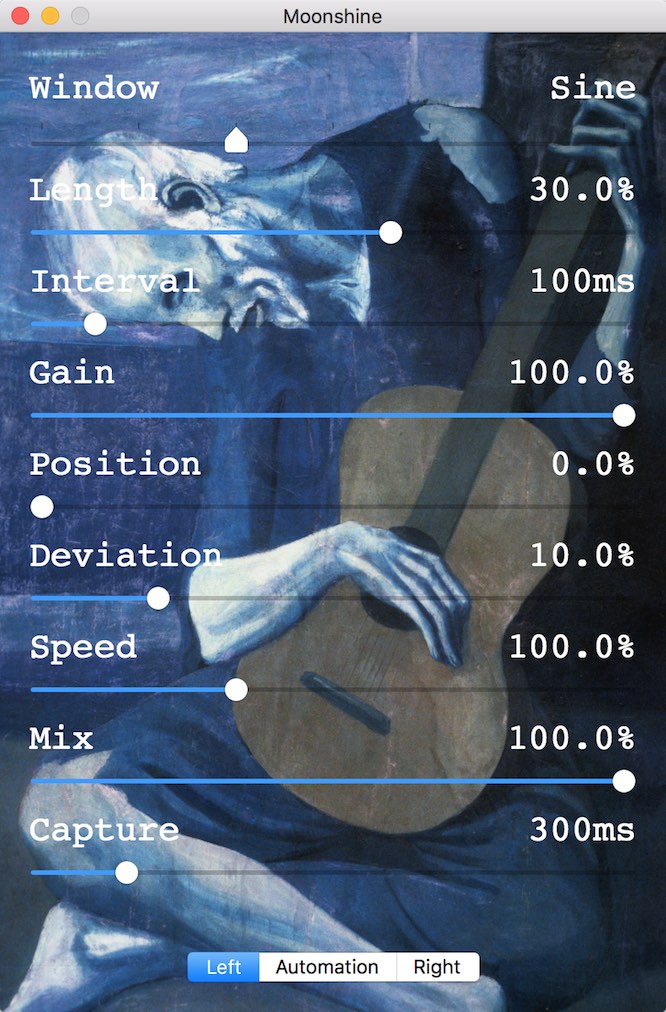 Moonshine
Window Sine
Length 30.0%
Interval 100ms
Gain 100.0%
Position 0.0%
Deviation 10.0%
Speed 100.0%
Mix 100.0%
Capture 300ms
Left Automation Right